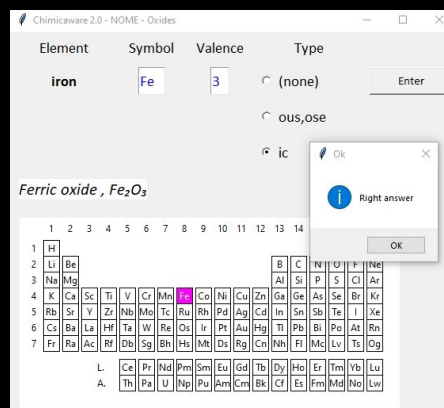 Chimicaware 2.0 - NOME - Oxides
Element Symbol Valence Type
iron Fe 3 (none) Enter
ous,ose
ic
Ok
Right answer
OK
Ferric oxide , Fe₂O₃
1 2 3 4 5 6 7 8 9 10 11 12 13 14
1 H
2 Li Be B C N O F Ne
3 Na Mg Al Si P S Cl Ar
4 K Ca Sc Ti V Cr Mn Fe Co Ni Cu Zn Ga Ge As Se Br Kr
5 Rb Sr Y Zr Nb Mo Tc Ru Rh Pd Ag Cd In Sn Sb Te I Xe
6 Cs Ba La Hf Ta W Re Os Ir Pt Au Hg Tl Pb Bi Po At Rn
7 Fr Ra Ac Rf Db Sg Bh Hs Mt Ds Rg Cn Nh Fl Mc Lv Ts Og
L. Ce Pr Nd Pm Sm Eu Gd Tb Dy Ho Er Tm Yb Lu
A. Th Pa U Np Pu Am Cm Bk Cf Es Fm Md No Lw